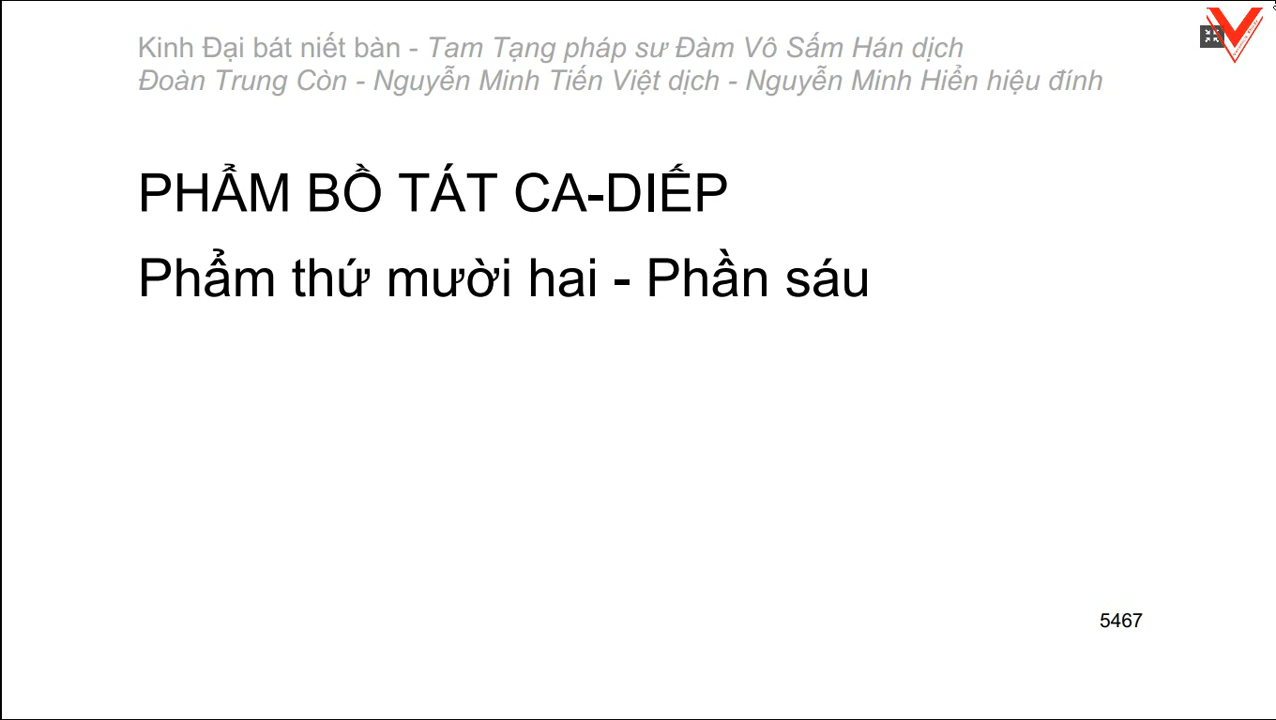 Kinh Đại bát niết bàn - Tam Tạng pháp sư Đàm Vô Sấm Hán dịch
Đoàn Trung Còn - Nguyễn Minh Tiến Việt dịch - Nguyễn Minh Hiển hiệu đính
PHẨM BỒ TÁT CA-DIẾP
Phẩm thứ mười hai - Phần sáu
5467